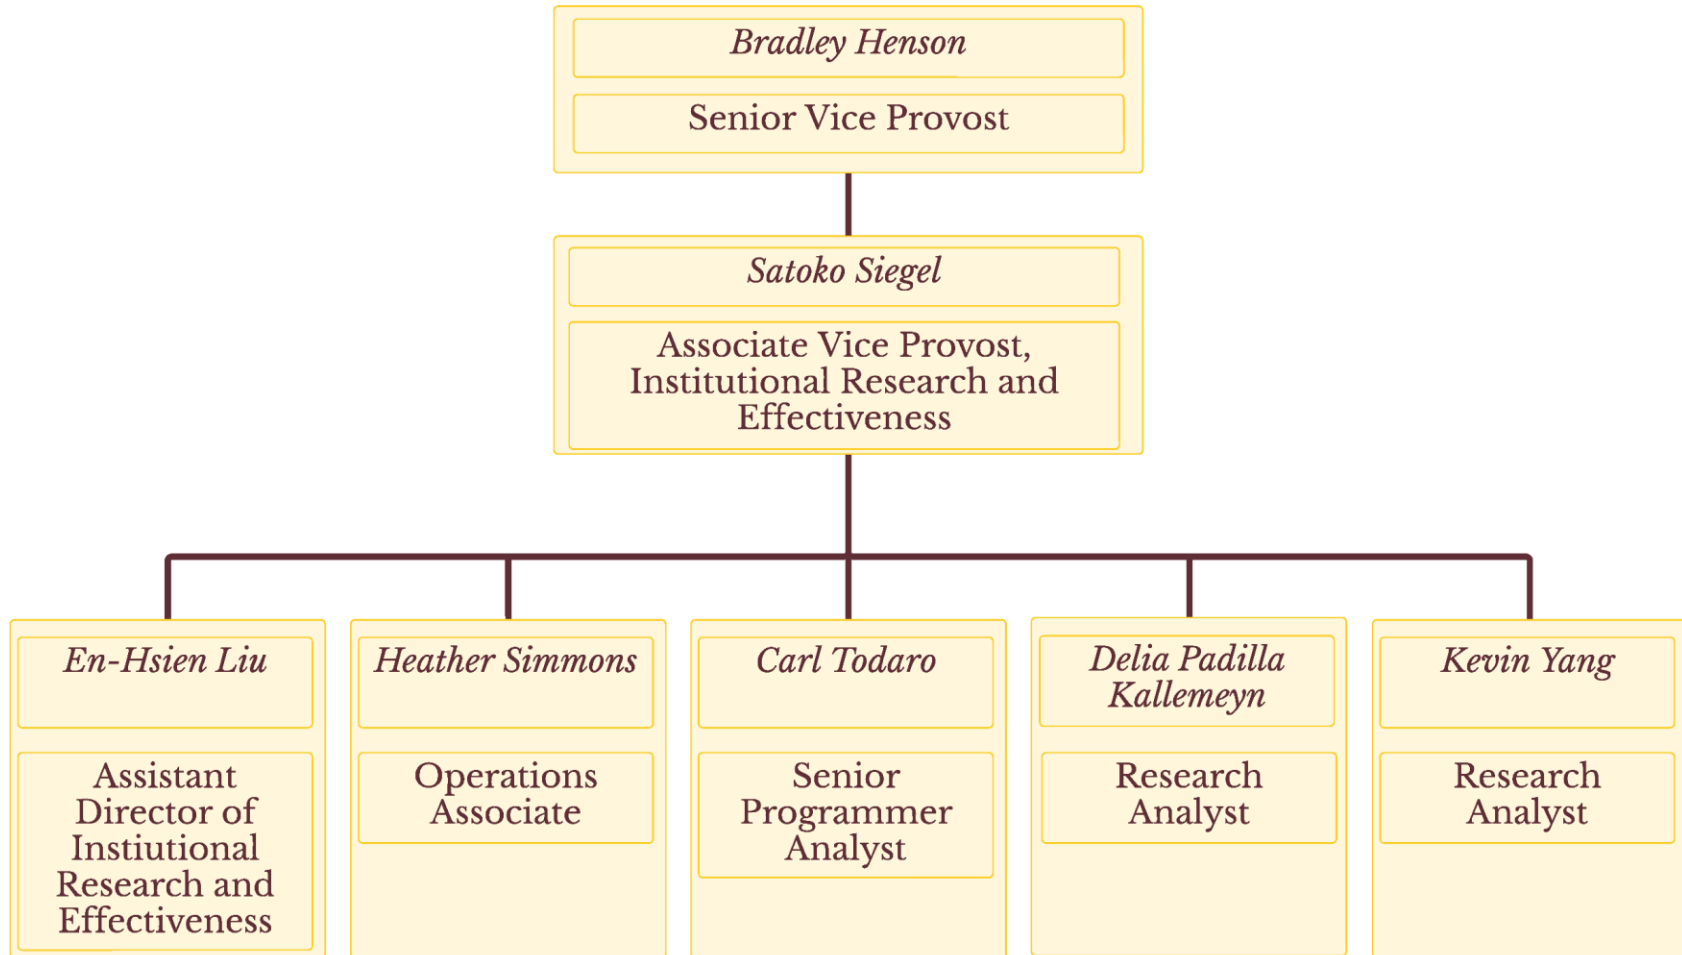 Bradley Henson
Senior Vice Provost
Satoko Siegel
Associate Vice Provost,
Institutional Research and
Effectiveness
En-Hsien Liu
Assistant
Director of
Instiutional
Research and
Effectiveness
Heather Simmons
Operations
Associate
Carl Todaro
Senior
Programmer
Analyst
Delia Padilla
Kallemeyn
Research
Analyst
Kevin Yang
Research
Analyst